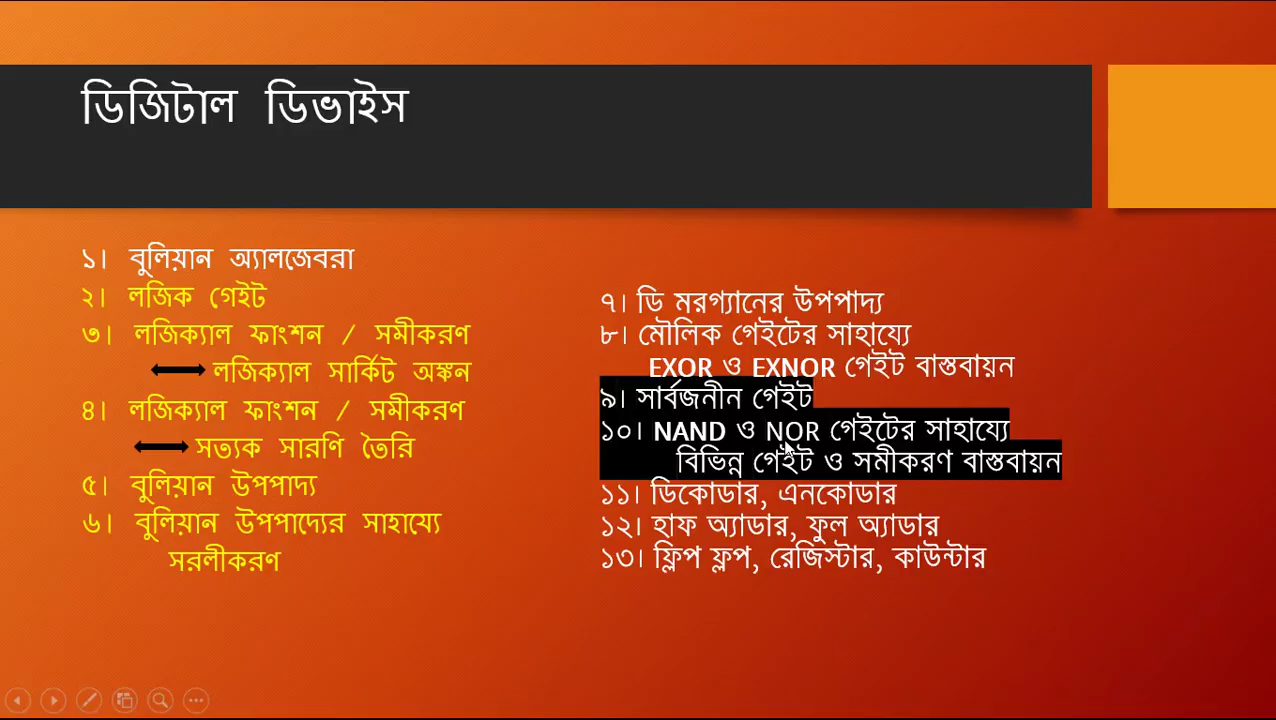 ডিজিটাল ডিভাইস
১। বুলিয়ান অ্যালজেবরা
২। লজিক গেইট
৩। লজিক্যাল ফাংশন / সমীকরণ
লজিক্যাল সার্কিট অঙ্কন
৪। লজিক্যাল ফাংশন / সমীকরণ
সত্যক সারণি তৈরি
৫। বুলিয়ান উপপাদ্য
৬। বুলিয়ান উপপাদ্যের সাহায্যে
সরলীকরণ
৭। ডি মরগ্যানের উপপাদ্য
৮। মৌলিক গেইটের সাহায্যে
EXOR ও EXNOR গেইট বাস্তবায়ন
৯। সার্বজনীন গেইট
১০। NAND ও NOR গেইটের সাহায্যে
বিভিন্ন গেইট ও সমীকরণ বাস্তবায়ন
১১। ডিকোডার, এনকোডার
১২। হাফ অ্যাডার, ফুল অ্যাডার
১৩। ফ্লিপ ফ্লপ, রেজিস্টার, কাউন্টার